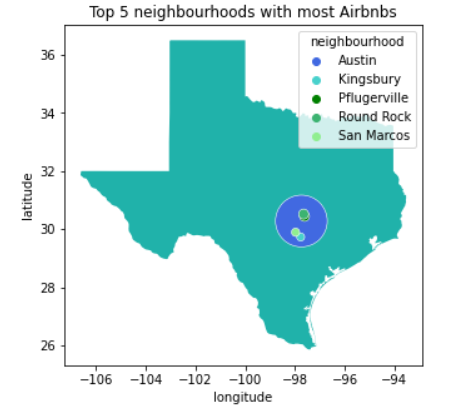 Top 5 neighbourhoods with most Airbnbs
36
34
32
30
28
26
latitude
neighbourhood
Austin
Kingsbury
Pflugerville
Round Rock
San Marcos
−106 −104 −102 −100 −98 −96 −94
longitude